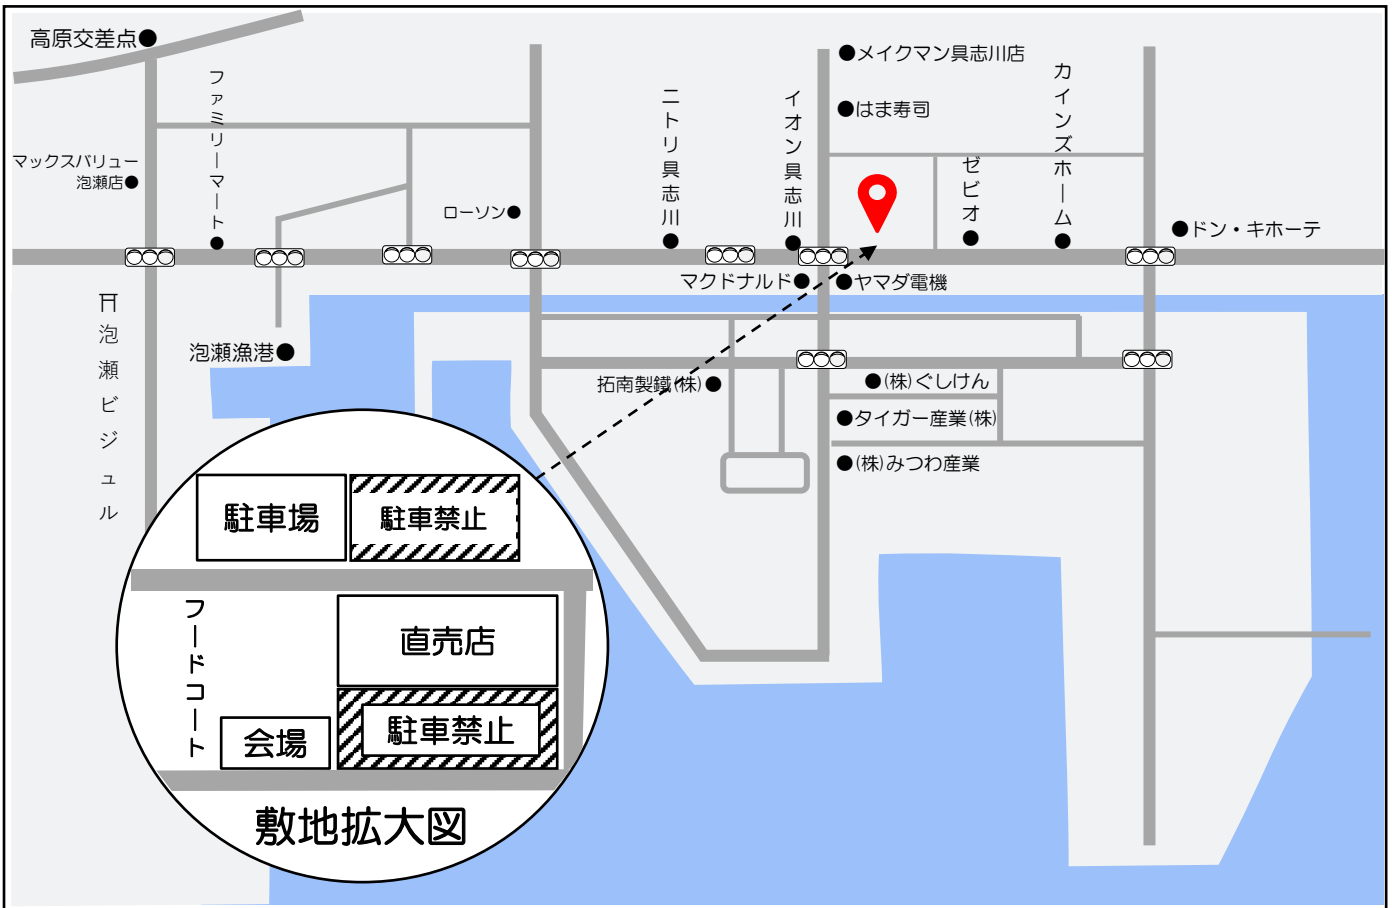 高原交差点●
ファミリーマート●
マックスバリュー
泡瀬店●
ローソン●
ニトリ具志川●
イオン具志川●
●メイクマン具志川店
●はま寿司
ゼビオ●
カインズホーム●
●ドン・キホーテ
マクドナルド●
●ヤマダ電機
泡瀬ビジュル
泡瀬漁港●
拓南製鐵(株)●
●(株)ぐしけん
●タイガー産業(株)
●(株)みつわ産業
駐車場
駐車禁止
フードコート
直売店
会場
駐車禁止
敷地拡大図